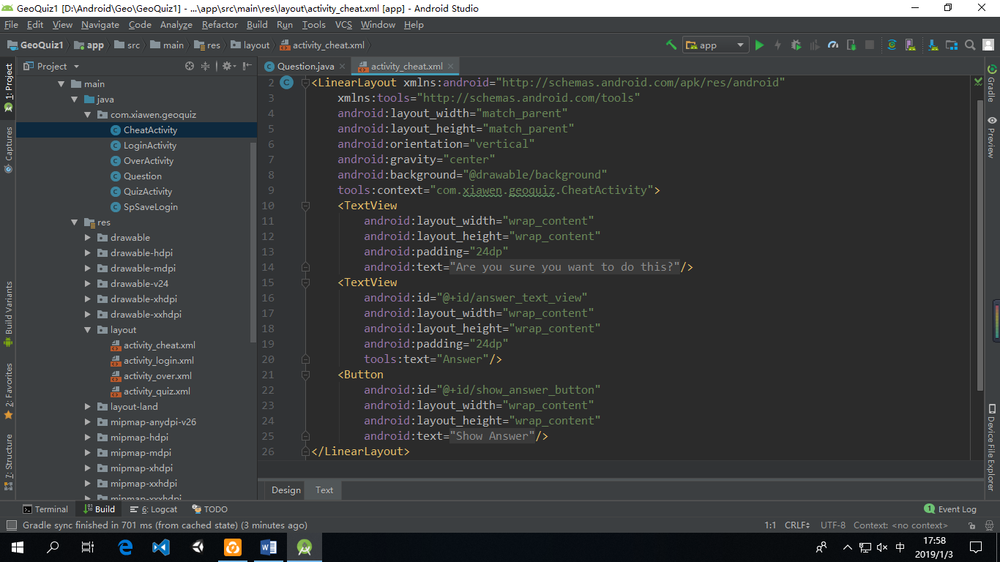 GeoQuiz1 [D:\Android\Geo\GeoQuiz1] - ...\app\src\main\res\layout\activity_cheat.xml [app] - Android Studio
File Edit View Navigate Code Analyze Refactor Build Run Tools VCS Window Help
GeoQuiz1 app src main res layout activity_cheat.xml app
1: Project
Captures
Build Variants
2: Favorites
7: Structure
Project
main
java
com.xiawen.geoquiz
CheatActivity
LoginActivity
OverActivity
Question
QuizActivity
SpSaveLogin
res
drawable
drawable-hdpi
drawable-mdpi
drawable-v24
drawable-xhdpi
drawable-xxhdpi
layout
activity_cheat.xml
activity_login.xml
activity_over.xml
activity_quiz.xml
layout-land
mipmap-anydpi-v26
mipmap-hdpi
mipmap-mdpi
mipmap-xhdpi
mipmap-xxhdpi
mipmap-xxxhdpi
Question.java activity_cheat.xml
2 <LinearLayout xmlns:android="http://schemas.android.com/apk/res/android"
3 xmlns:tools="http://schemas.android.com/tools"
4 android:layout_width="match_parent"
5 android:layout_height="match_parent"
6 android:orientation="vertical"
7 android:gravity="center"
8 android:background="@drawable/background"
9 tools:context="com.xiawen.geoquiz.CheatActivity">
10 <TextView
11 android:layout_width="wrap_content"
12 android:layout_height="wrap_content"
13 android:padding="24dp"
14 android:text="Are you sure you want to do this?"/>
15 <TextView
16 android:id="@+id/answer_text_view"
17 android:layout_width="wrap_content"
18 android:layout_height="wrap_content"
19 android:padding="24dp"
20 tools:text="Answer"/>
21 <Button
22 android:id="@+id/show_answer_button"
23 android:layout_width="wrap_content"
24 android:layout_height="wrap_content"
25 android:text="Show Answer"/>
26 </LinearLayout>
Design Text
Gradle
Preview
Device File Explorer
Terminal Build 6: Logcat TODO 1 Event Log
Gradle sync finished in 701 ms (from cached state) (3 minutes ago) 1:1 CRLF UTF-8 Context: <no context>
中
17:58
2019/1/3